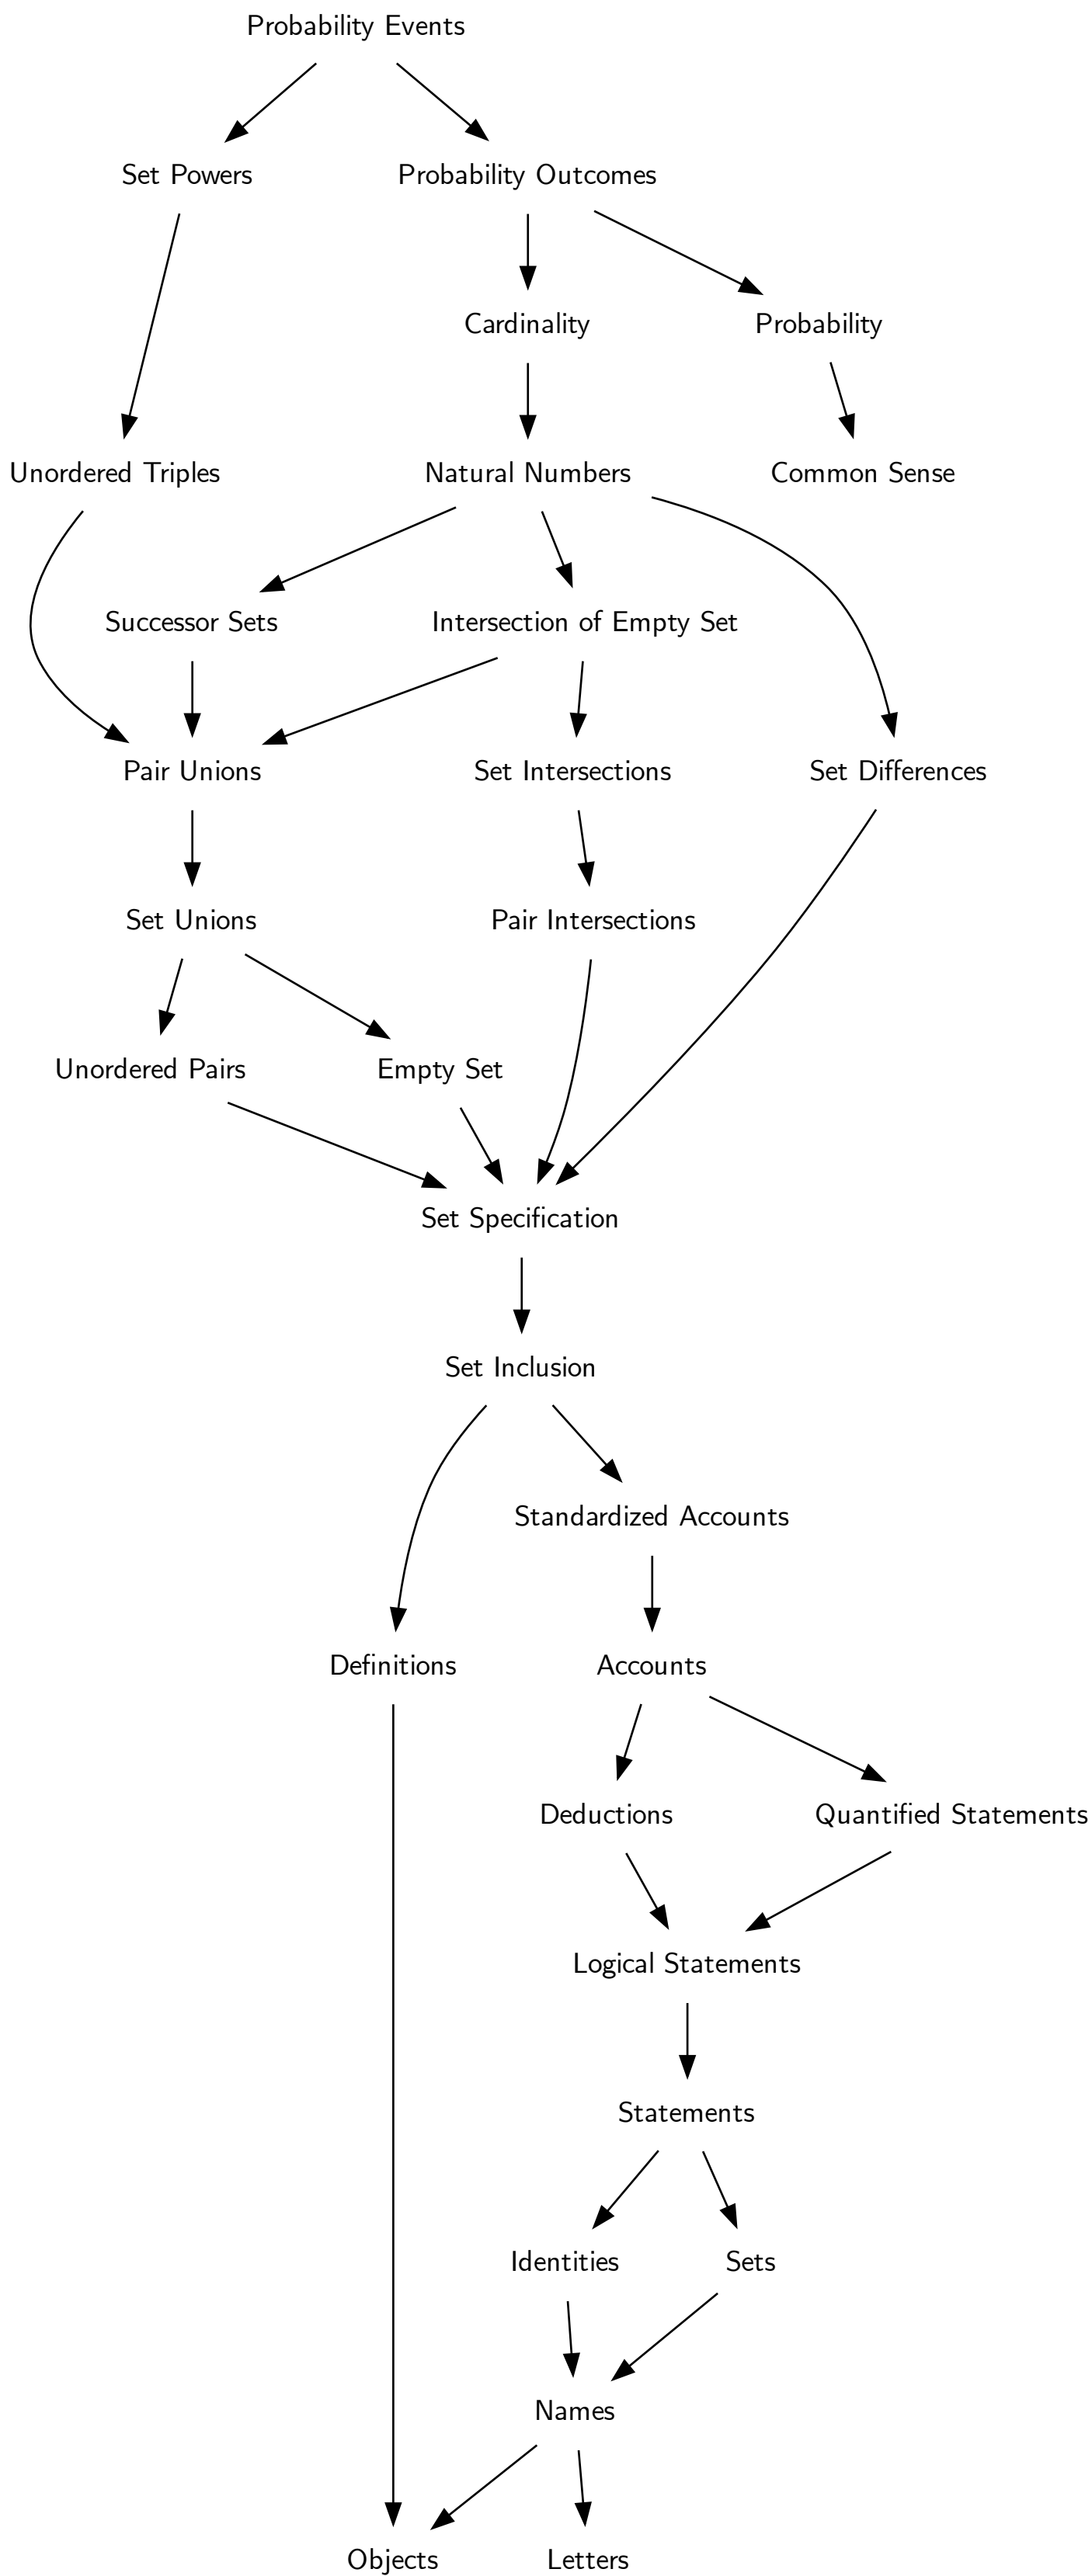 Probability Events
Set Powers
Probability Outcomes
Cardinality
Probability
Unordered Triples
Natural Numbers
Common Sense
Successor Sets
Intersection of Empty Set
Pair Unions
Set Intersections
Set Differences
Set Unions
Pair Intersections
Unordered Pairs
Empty Set
Set Specification
Set Inclusion
Standardized Accounts
Definitions
Accounts
Deductions
Quantified Statements
Logical Statements
Statements
Identities
Sets
Names
Objects
Letters